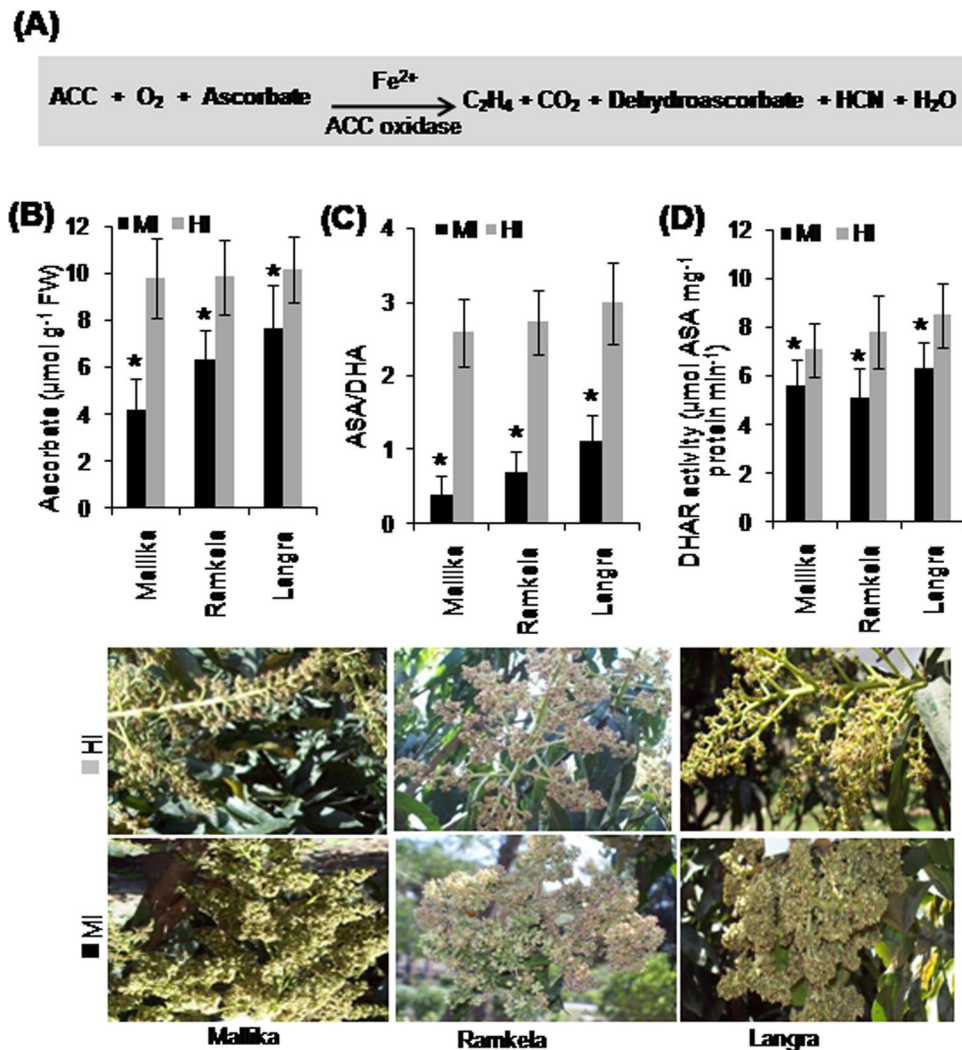 (A)
ACC + O₂ + Ascorbate Fe²⁺ ACC oxidase C₂H₄ + CO₂ + Dehydroascorbate + HCN + H₂O
(B)
MI HI
Ascorbate (µmol g⁻¹ FW)
12
10
8
6
4
2
0
* * *
Mallika
Ramkela
Langra
(C)
MI HI
ASA/DHA
4
3
2
1
0
* * *
Mallika
Ramkela
Langra
(D)
MI HI
DHAR activity (µmol ASA mg⁻¹
protein min⁻¹)
12
10
8
6
4
2
0
* * *
Mallika
Ramkela
Langra
HI
MI
Mallika Ramkela Langra